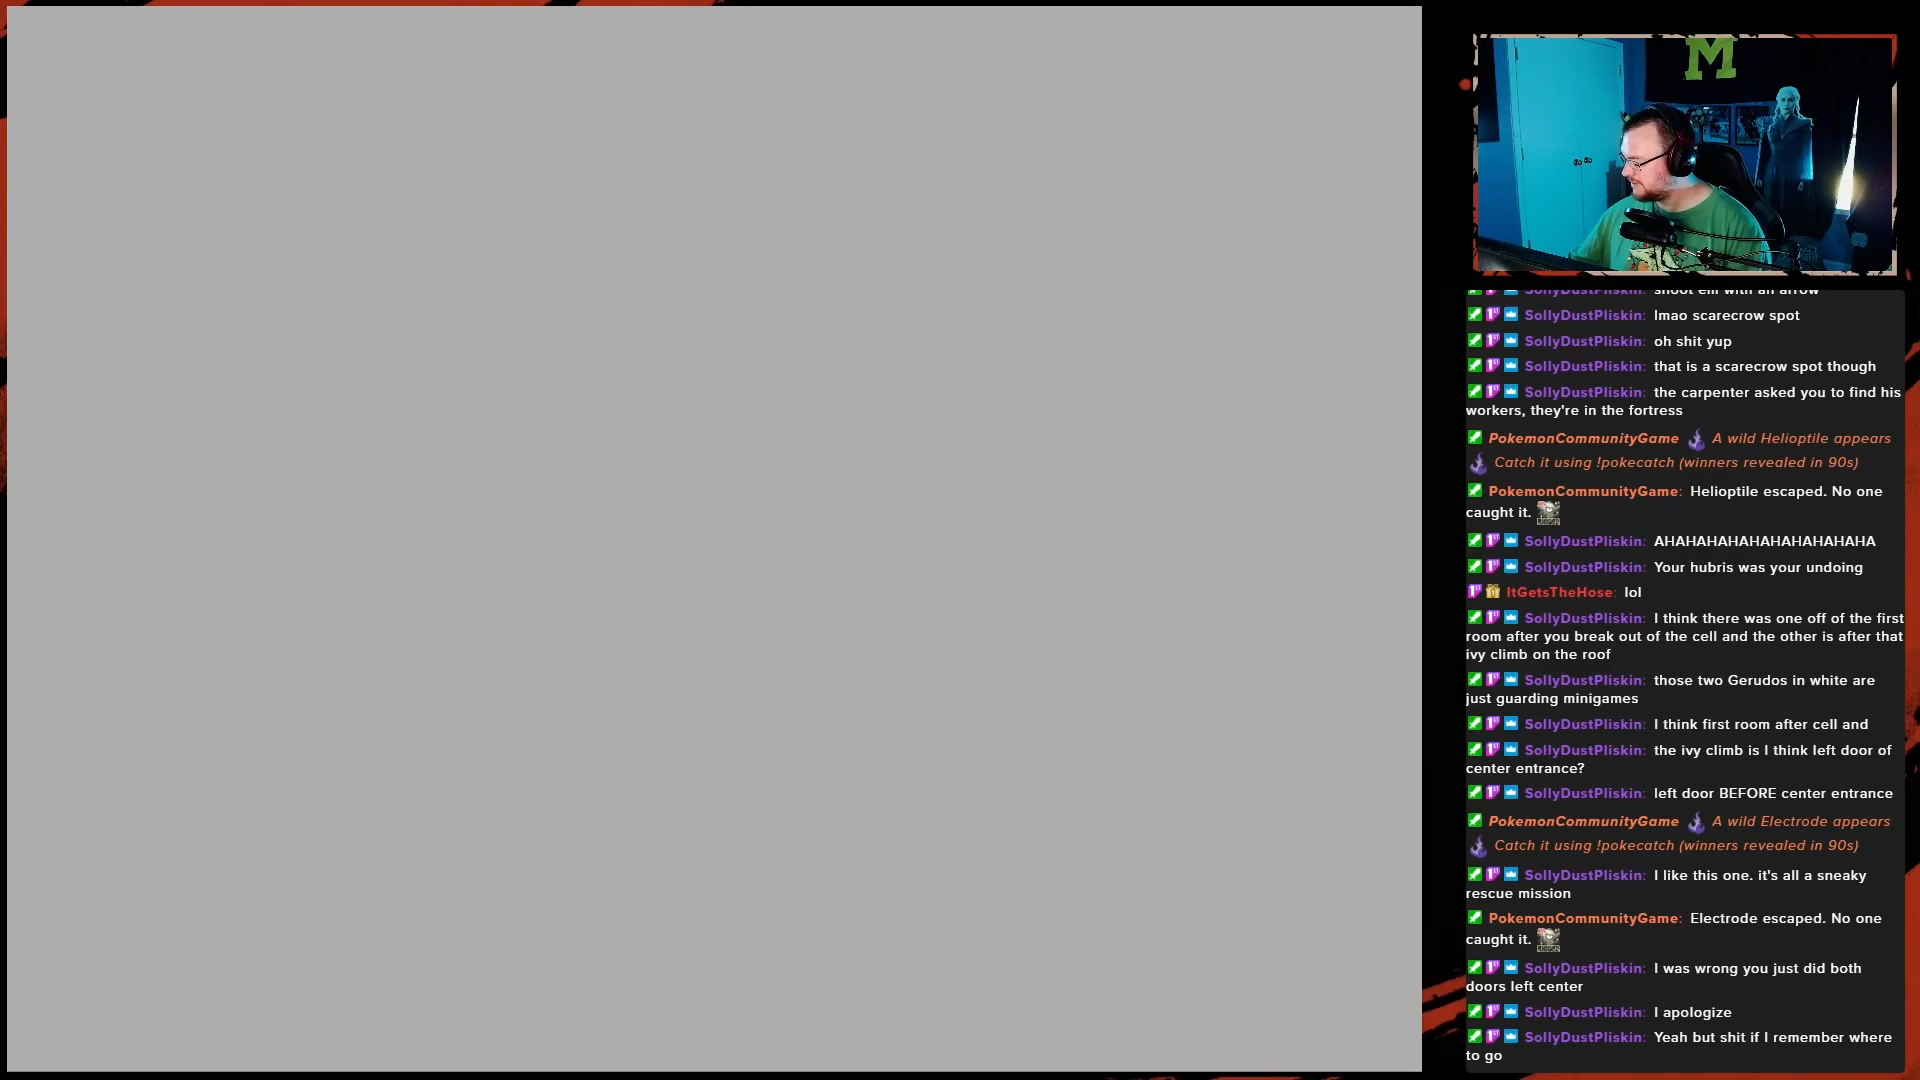 M
SollyDustPliskin: shoot em with an arrow
SollyDustPliskin: lmao scarecrow spot
SollyDustPliskin: oh shit yup
SollyDustPliskin: that is a scarecrow spot though
SollyDustPliskin: the carpenter asked you to find his
workers, they're in the fortress
PokemonCommunityGame A wild Helioptile appears
Catch it using !pokecatch (winners revealed in 90s)
PokemonCommunityGame: Helioptile escaped. No one
caught it.
SollyDustPliskin: AHAHAHAHAHAHAHAHAHAHA
SollyDustPliskin: Your hubris was your undoing
ItGetsTheHose: lol
SollyDustPliskin: I think there was one off of the first
room after you break out of the cell and the other is after that
ivy climb on the roof
SollyDustPliskin: those two Gerudos in white are
just guarding minigames
SollyDustPliskin: I think first room after cell and
SollyDustPliskin: the ivy climb is I think left door of
center entrance?
SollyDustPliskin: left door BEFORE center entrance
PokemonCommunityGame A wild Electrode appears
Catch it using !pokecatch (winners revealed in 90s)
SollyDustPliskin: I like this one. it's all a sneaky
rescue mission
PokemonCommunityGame: Electrode escaped. No one
caught it.
SollyDustPliskin: I was wrong you just did both
doors left center
SollyDustPliskin: I apologize
SollyDustPliskin: Yeah but shit if I remember where
to go